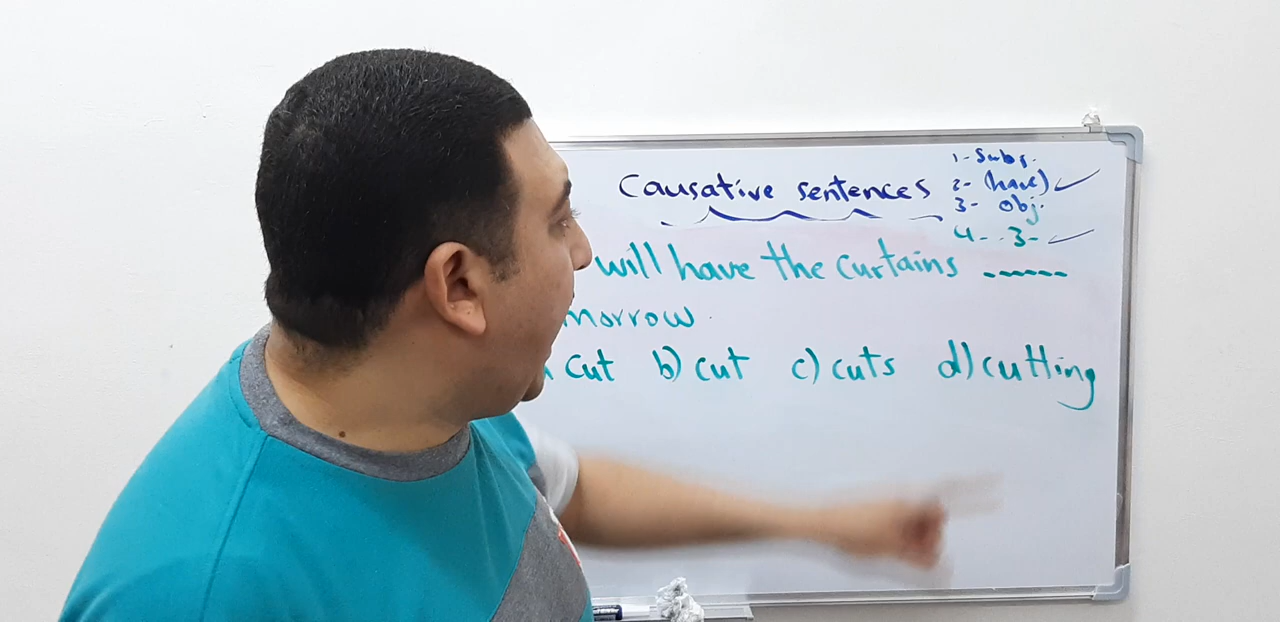 Causative sentences
1- Subj.
2- (have) ✓
3- obj.
4- .3- ✓
will have the curtains ------
morrow.
cut b) cut c) cuts d) cutting